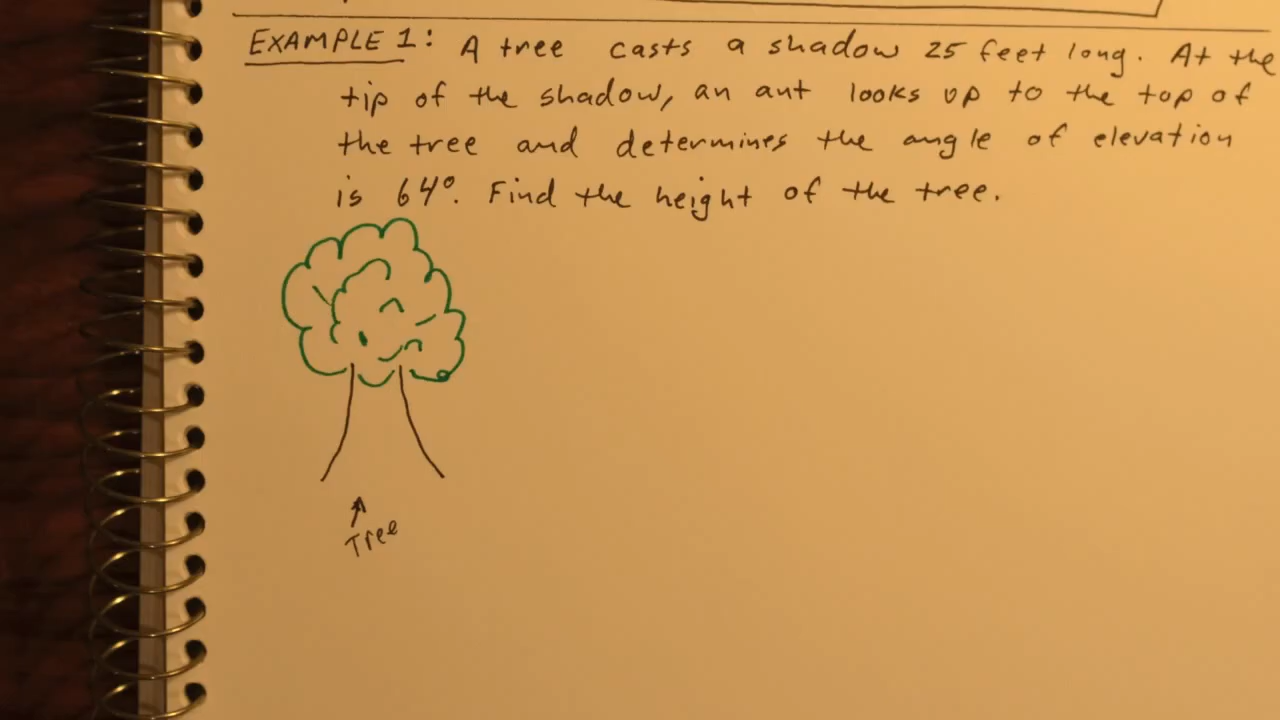 EXAMPLE 1: A tree casts a shadow 25 feet long. At the
tip of the shadow, an ant looks up to the top of
the tree and determines the angle of elevation
is 64°. Find the height of the tree.
Tree